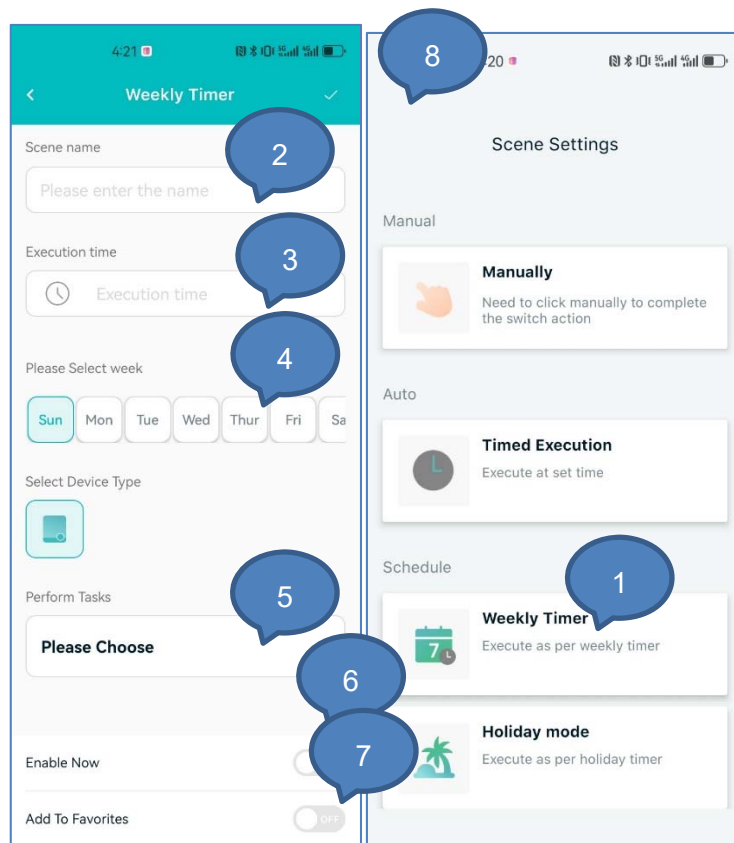 4:21
Weekly Timer
Scene name
2
Please enter the name
Execution time
3
Execution time
Please Select week
4
Sun Mon Tue Wed Thur Fri Sa
Select Device Type
Perform Tasks
5
Please Choose
6
Enable Now
7
Add To Favorites
OFF
8
:20
5G 4G
Scene Settings
Manual
Manually
Need to click manually to complete
the switch action
Auto
Timed Execution
Execute at set time
Schedule
1
Weekly Timer
7
Execute as per weekly timer
Holiday mode
Execute as per holiday timer